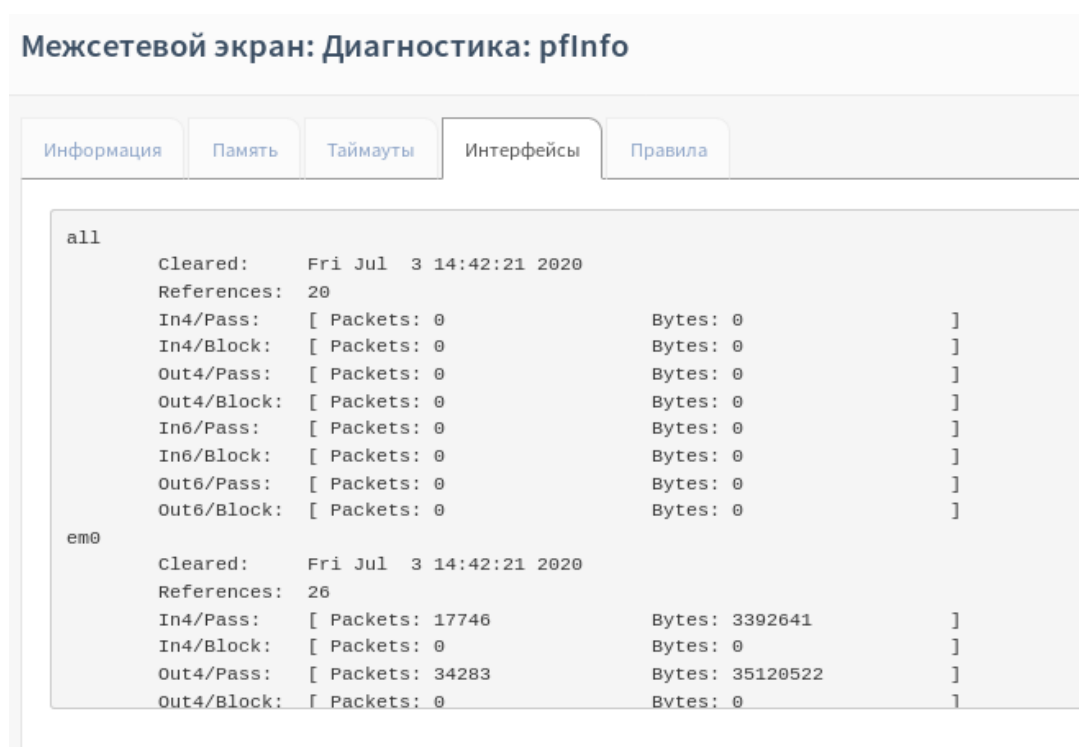 Межсетевой экран: Диагностика: pfInfo
Информация Память Таймауты Интерфейсы Правила
all
Cleared: Fri Jul  3 14:42:21 2020
References: 20
In4/Pass: [ Packets: 0 Bytes: 0 ]
In4/Block: [ Packets: 0 Bytes: 0 ]
Out4/Pass: [ Packets: 0 Bytes: 0 ]
Out4/Block: [ Packets: 0 Bytes: 0 ]
In6/Pass: [ Packets: 0 Bytes: 0 ]
In6/Block: [ Packets: 0 Bytes: 0 ]
Out6/Pass: [ Packets: 0 Bytes: 0 ]
Out6/Block: [ Packets: 0 Bytes: 0 ]
em0
Cleared: Fri Jul  3 14:42:21 2020
References: 26
In4/Pass: [ Packets: 17746 Bytes: 3392641 ]
In4/Block: [ Packets: 0 Bytes: 0 ]
Out4/Pass: [ Packets: 34283 Bytes: 35120522 ]
Out4/Block: [ Packets: 0 Bytes: 0 ]